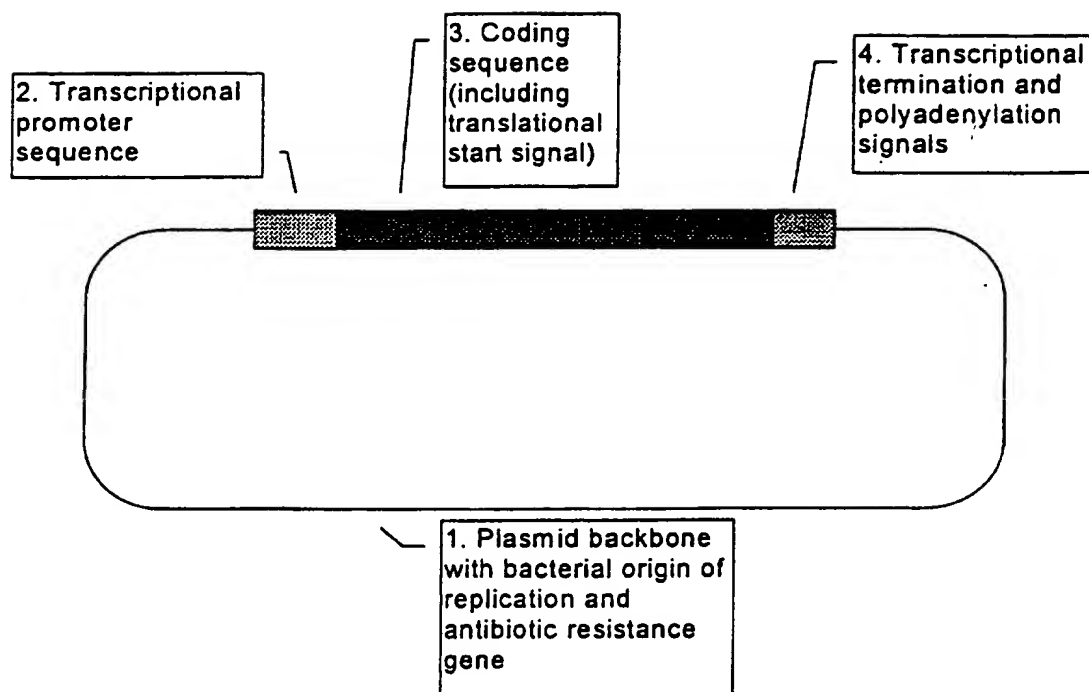 2. Transcriptional
promoter
sequence
3. Coding
sequence
(including
translational
start signal)
4. Transcriptional
termination and
polyadenylation
signals
1. Plasmid backbone
with bacterial origin of
replication and
antibiotic resistance
gene